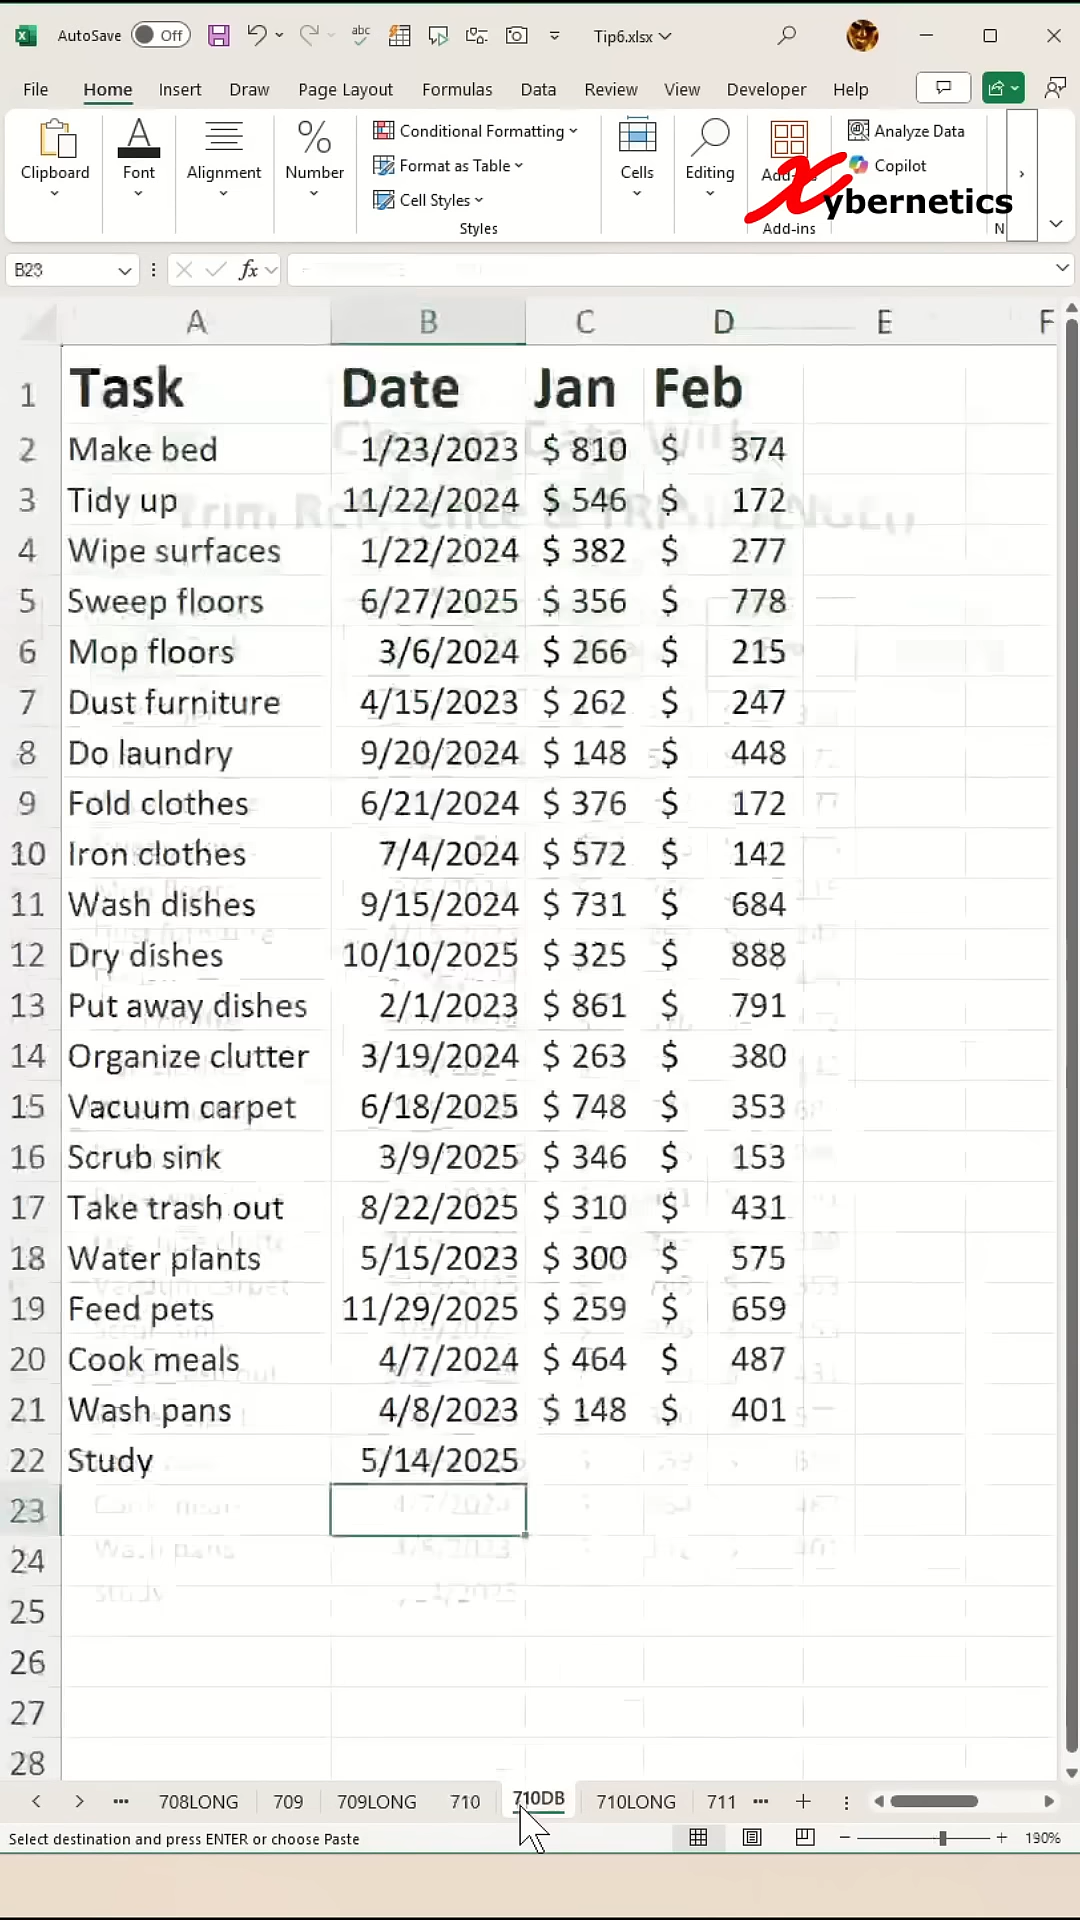 AutoSave Off Tip6.xlsx
File Home Insert Draw Page Layout Formulas Data Review View Developer Help
Clipboard Font Alignment Number
Conditional Formatting
Format as Table
Cell Styles
Styles
Cells Editing
Add-ins
Analyze Data
Copilot
Xybernetics
B23 fx
A B C D E F
1 Task Date Jan Feb
2 Make bed 1/23/2023 $ 810 $ 374
3 Tidy up 11/22/2024 $ 546 $ 172
4 Wipe surfaces 1/22/2024 $ 382 $ 277
5 Sweep floors 6/27/2025 $ 356 $ 778
6 Mop floors 3/6/2024 $ 266 $ 215
7 Dust furniture 4/15/2023 $ 262 $ 247
8 Do laundry 9/20/2024 $ 148 $ 448
9 Fold clothes 6/21/2024 $ 376 $ 172
10 Iron clothes 7/4/2024 $ 572 $ 142
11 Wash dishes 9/15/2024 $ 731 $ 684
12 Dry dishes 10/10/2025 $ 325 $ 888
13 Put away dishes 2/1/2023 $ 861 $ 791
14 Organize clutter 3/19/2024 $ 263 $ 380
15 Vacuum carpet 6/18/2025 $ 748 $ 353
16 Scrub sink 3/9/2025 $ 346 $ 153
17 Take trash out 8/22/2025 $ 310 $ 431
18 Water plants 5/15/2023 $ 300 $ 575
19 Feed pets 11/29/2025 $ 259 $ 659
20 Cook meals 4/7/2024 $ 464 $ 487
21 Wash pans 4/8/2023 $ 148 $ 401
22 Study 5/14/2025
23
24
25
26
27
28
708LONG 709 709LONG 710 710DB 710LONG 711
Select destination and press ENTER or choose Paste 190%